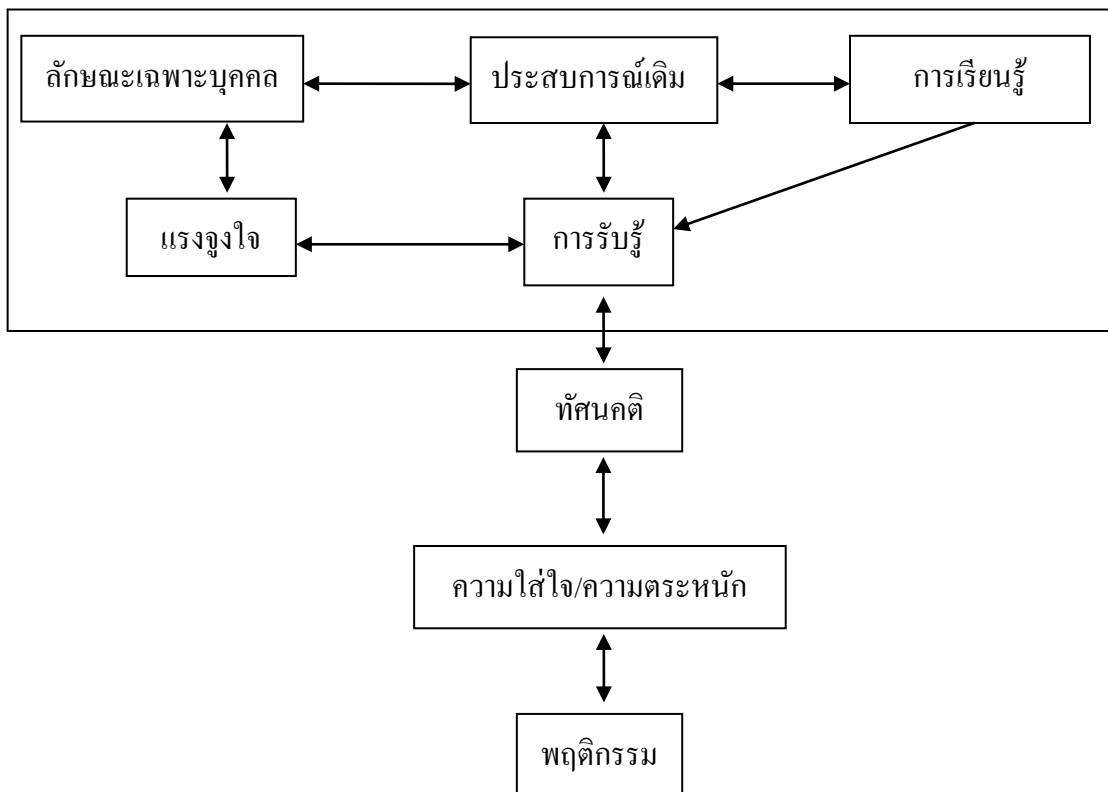 ลักษณะเฉพาะบุคคล
ประสบการณ์เดิม
การเรียนรู้
แรงจูงใจ
การรับรู้
ทัศนคติ
ความใส่ใจ/ความตระหนัก
พฤติกรรม